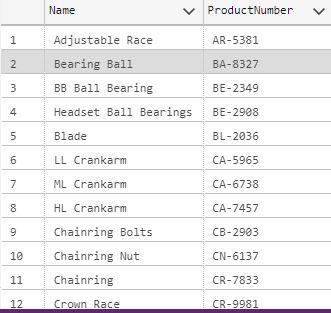 Name ProductNumber
1 Adjustable Race AR-5381
2 Bearing Ball BA-8327
3 BB Ball Bearing BE-2349
4 Headset Ball Bearings BE-2908
5 Blade BL-2036
6 LL Crankarm CA-5965
7 ML Crankarm CA-6738
8 HL Crankarm CA-7457
9 Chainring Bolts CB-2903
10 Chainring Nut CN-6137
11 Chainring CR-7833
12 Crown Race CR-9981